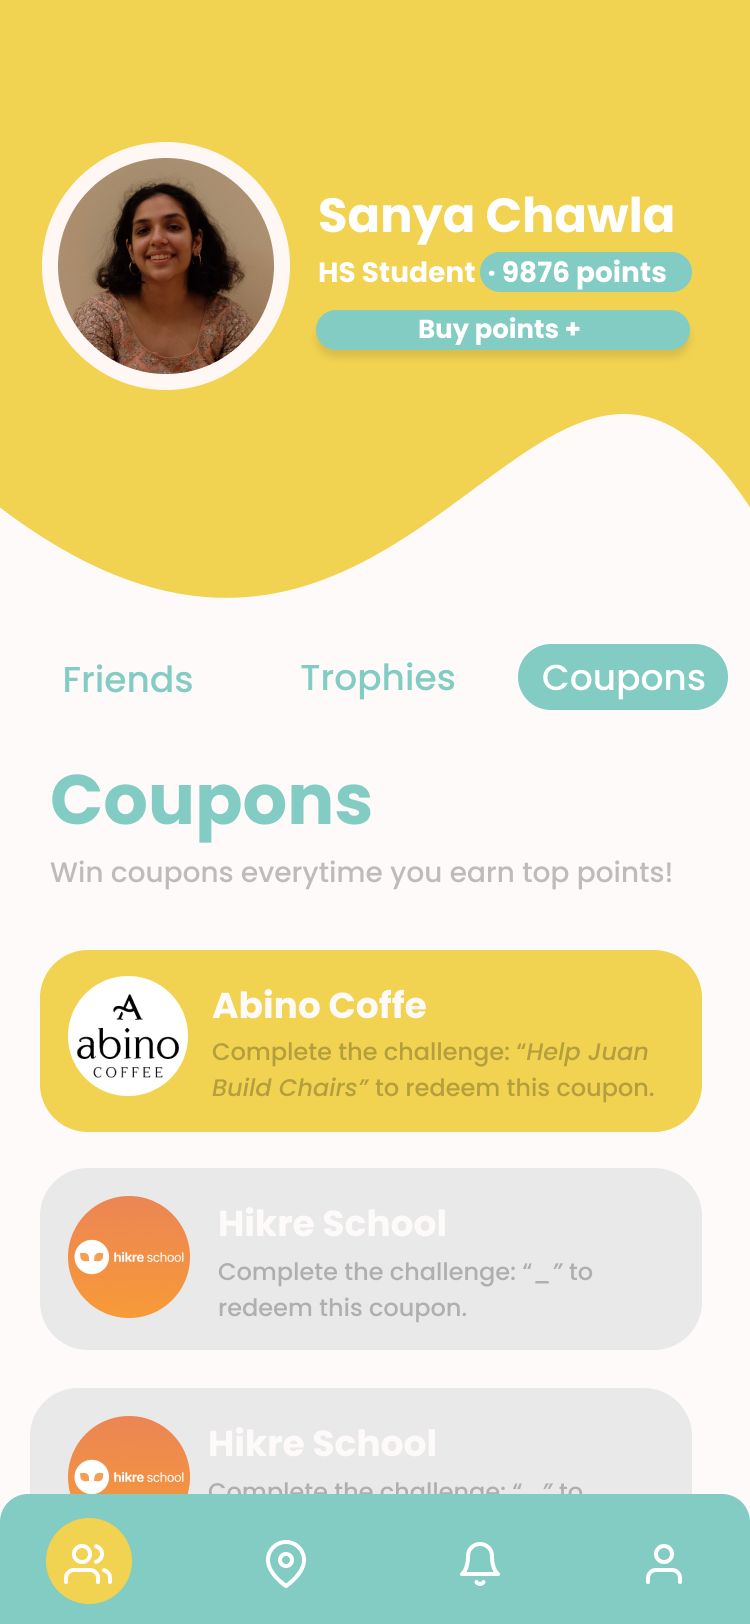 Sanya Chawla
HS Student · 9876 points
Buy points +
Friends Trophies Coupons
Coupons
Win coupons everytime you earn top points!
A
abino
COFFEE
Abino Coffe
Complete the challenge: “Help Juan
Build Chairs” to redeem this coupon.
hikre school
Hikre School
Complete the challenge: “_” to
redeem this coupon.
hikre school
Hikre School
Complete the challenge: “_” to